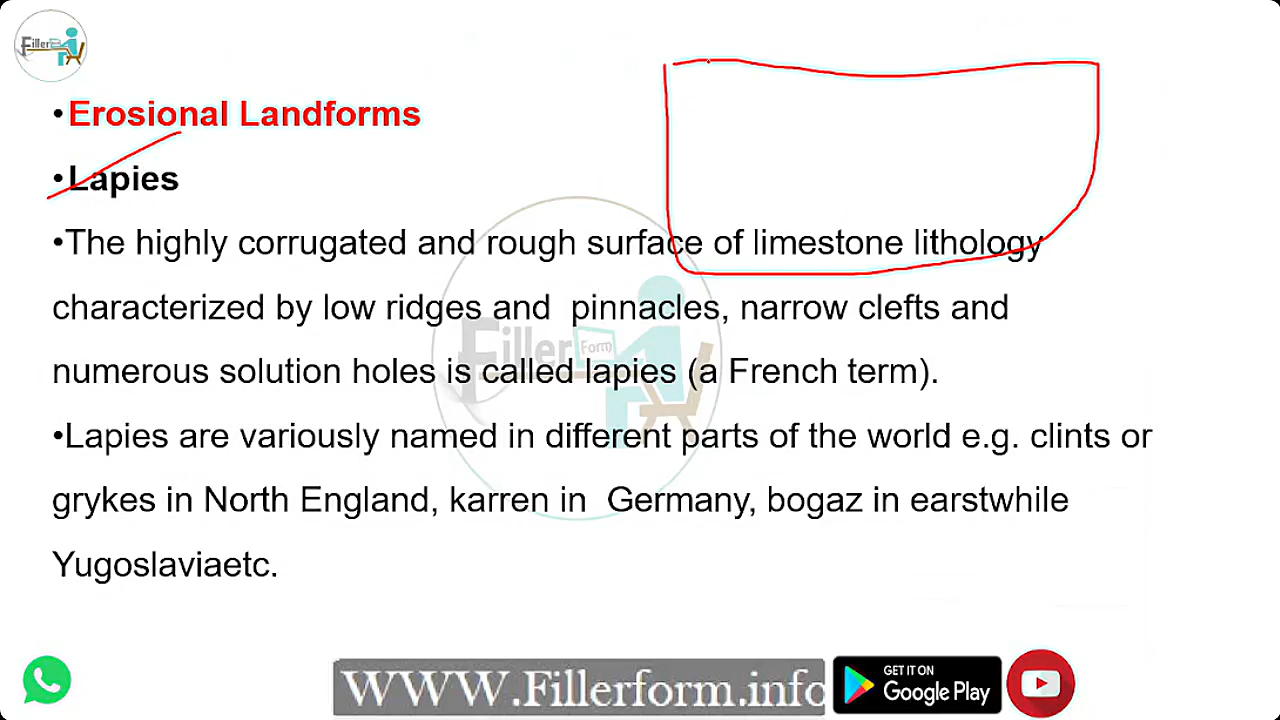 Filler
•Erosional Landforms
•Lapies
•The highly corrugated and rough surface of limestone lithology
characterized by low ridges and pinnacles, narrow clefts and
numerous solution holes is called lapies (a French term).
•Lapies are variously named in different parts of the world e.g. clints or
grykes in North England, karren in Germany, bogaz in earstwhile
Yugoslaviaetc.
Filler Form
WWW.Fillerform.info
GET IT ON
Google Play